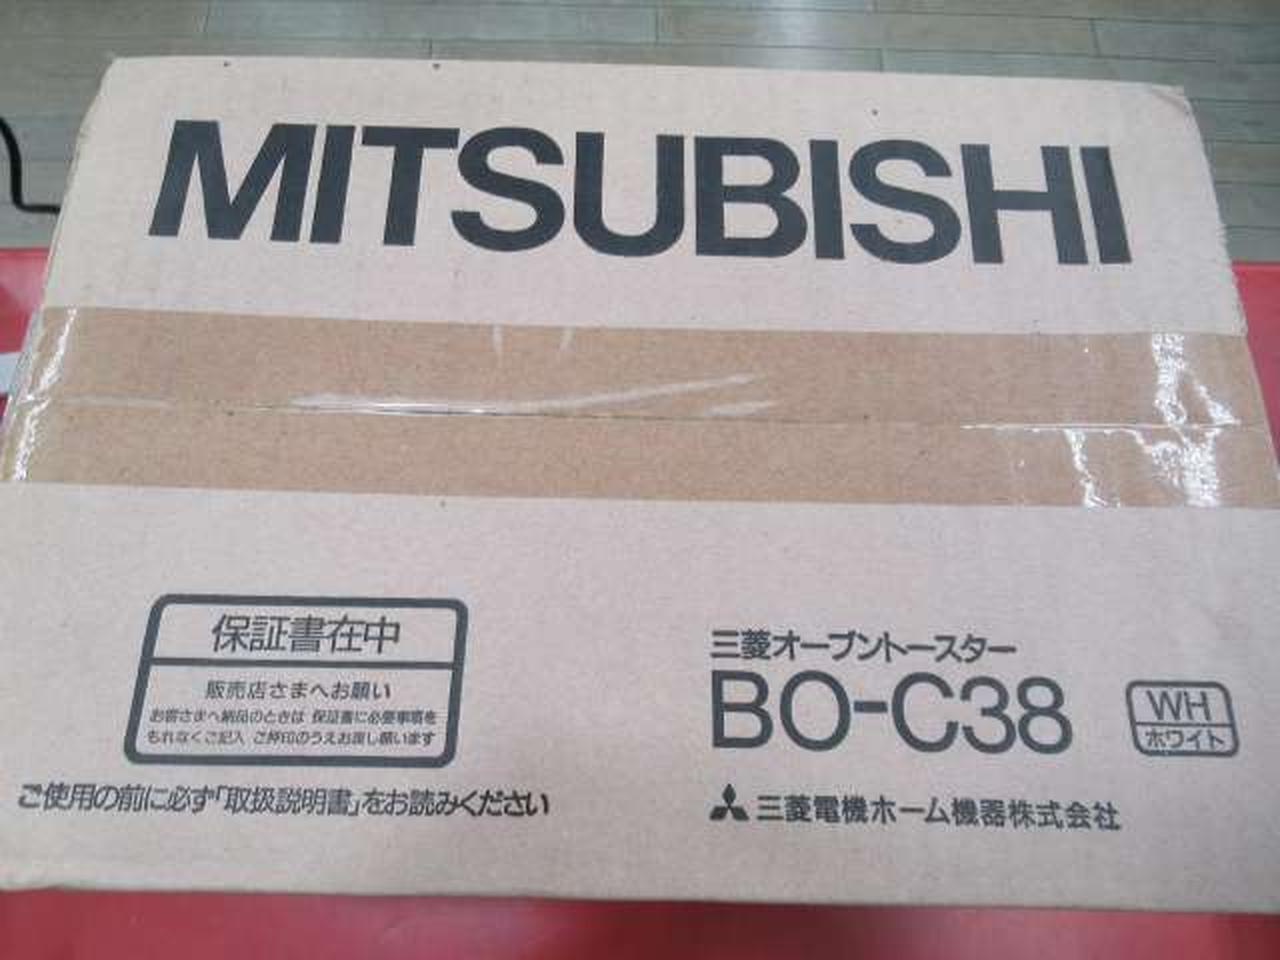 MITSUBISHI
保証書在中
販売店さまへお願い
お客さまへ納品のときは 保証書に必要事項を
もれなくご記入 ご押印のうえお渡し願います
ご使用の前に必ず「取扱説明書」をお読みください
三菱オーブントースター
BO-C38
WH
ホワイト
三菱電機ホーム機器株式会社